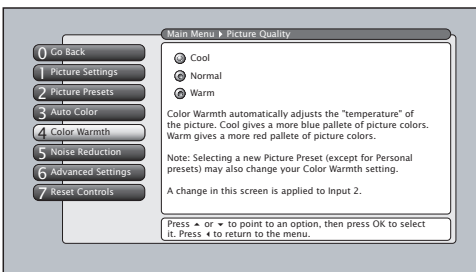 Main Menu ▸ Picture Quality
0 Go Back
1 Picture Settings
2 Picture Presets
3 Auto Color
4 Color Warmth
5 Noise Reduction
6 Advanced Settings
7 Reset Controls
Cool
Normal
Warm
Color Warmth automatically adjusts the "temperature" of
the picture. Cool gives a more blue pallete of picture colors.
Warm gives a more red pallete of picture colors.
Note: Selecting a new Picture Preset (except for Personal
presets) may also change your Color Warmth setting.
A change in this screen is applied to Input 2.
Press ▴ or ▾ to point to an option, then press OK to select
it. Press ◂ to return to the menu.